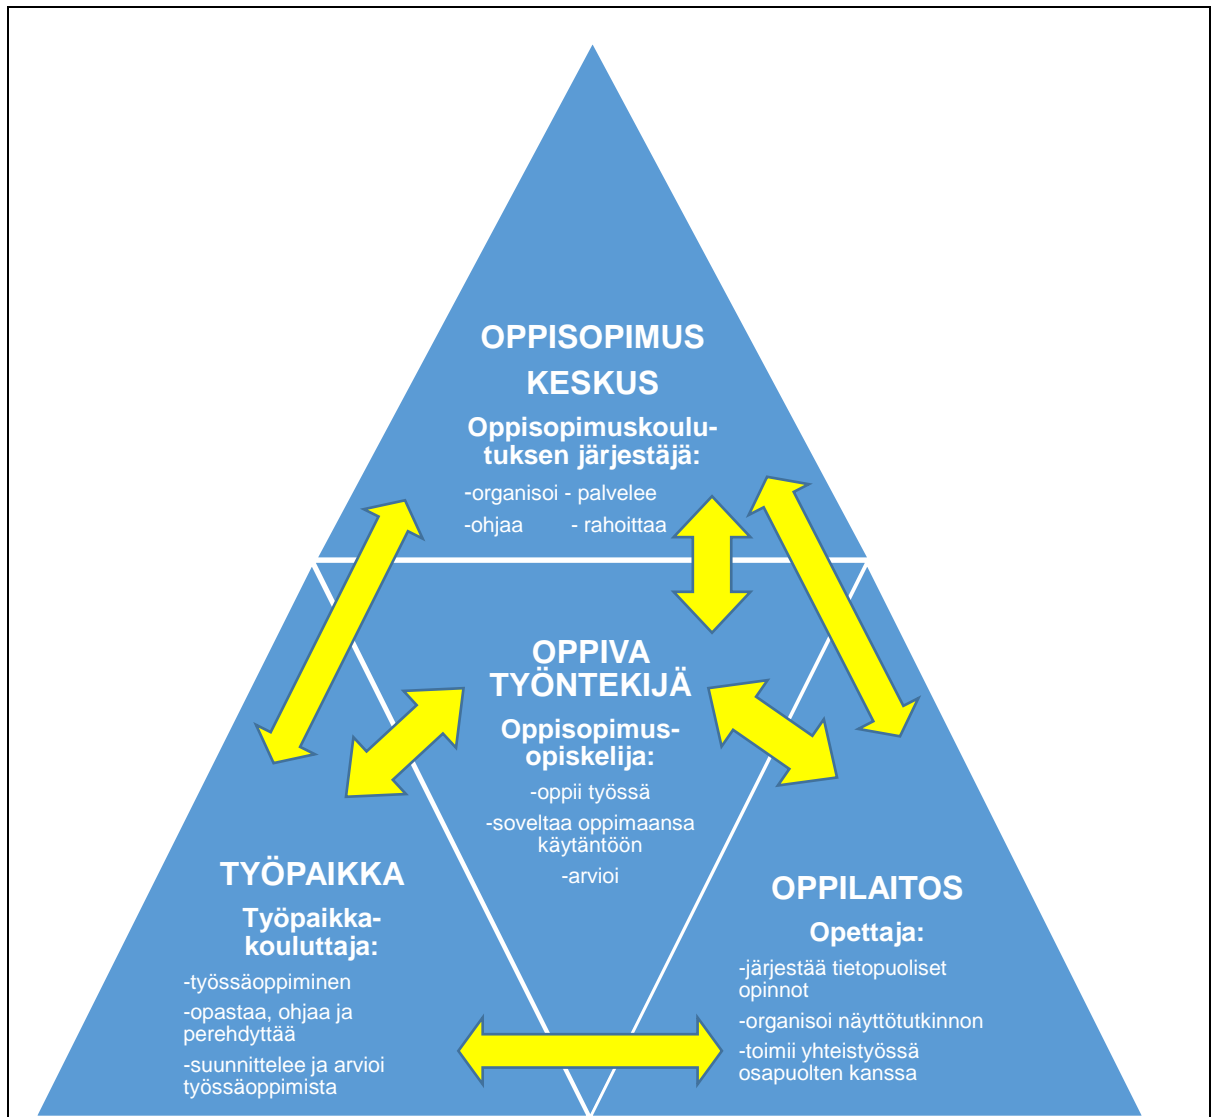 OPPISOPIMUS
KESKUS
Oppisopimuskoulu-
tuksen järjestäjä:
-organisoi - palvelee
-ohjaa - rahoittaa
OPPIVA
TYÖNTEKIJÄ
Oppisopimus-
opiskelija:
-oppii työssä
-soveltaa oppimaansa
käytäntöön
-arvioi
TYÖPAIKKA
Työpaikka-
kouluttaja:
-työssäoppiminen
-opastaa, ohjaa ja
perehdyttää
-suunnittelee ja arvioi
työssäoppimista
OPPILAITOS
Opettaja:
-järjestää tietopuoliset
opinnot
-organisoi näyttötutkinnon
-toimii yhteistyössä
osapuolten kanssa